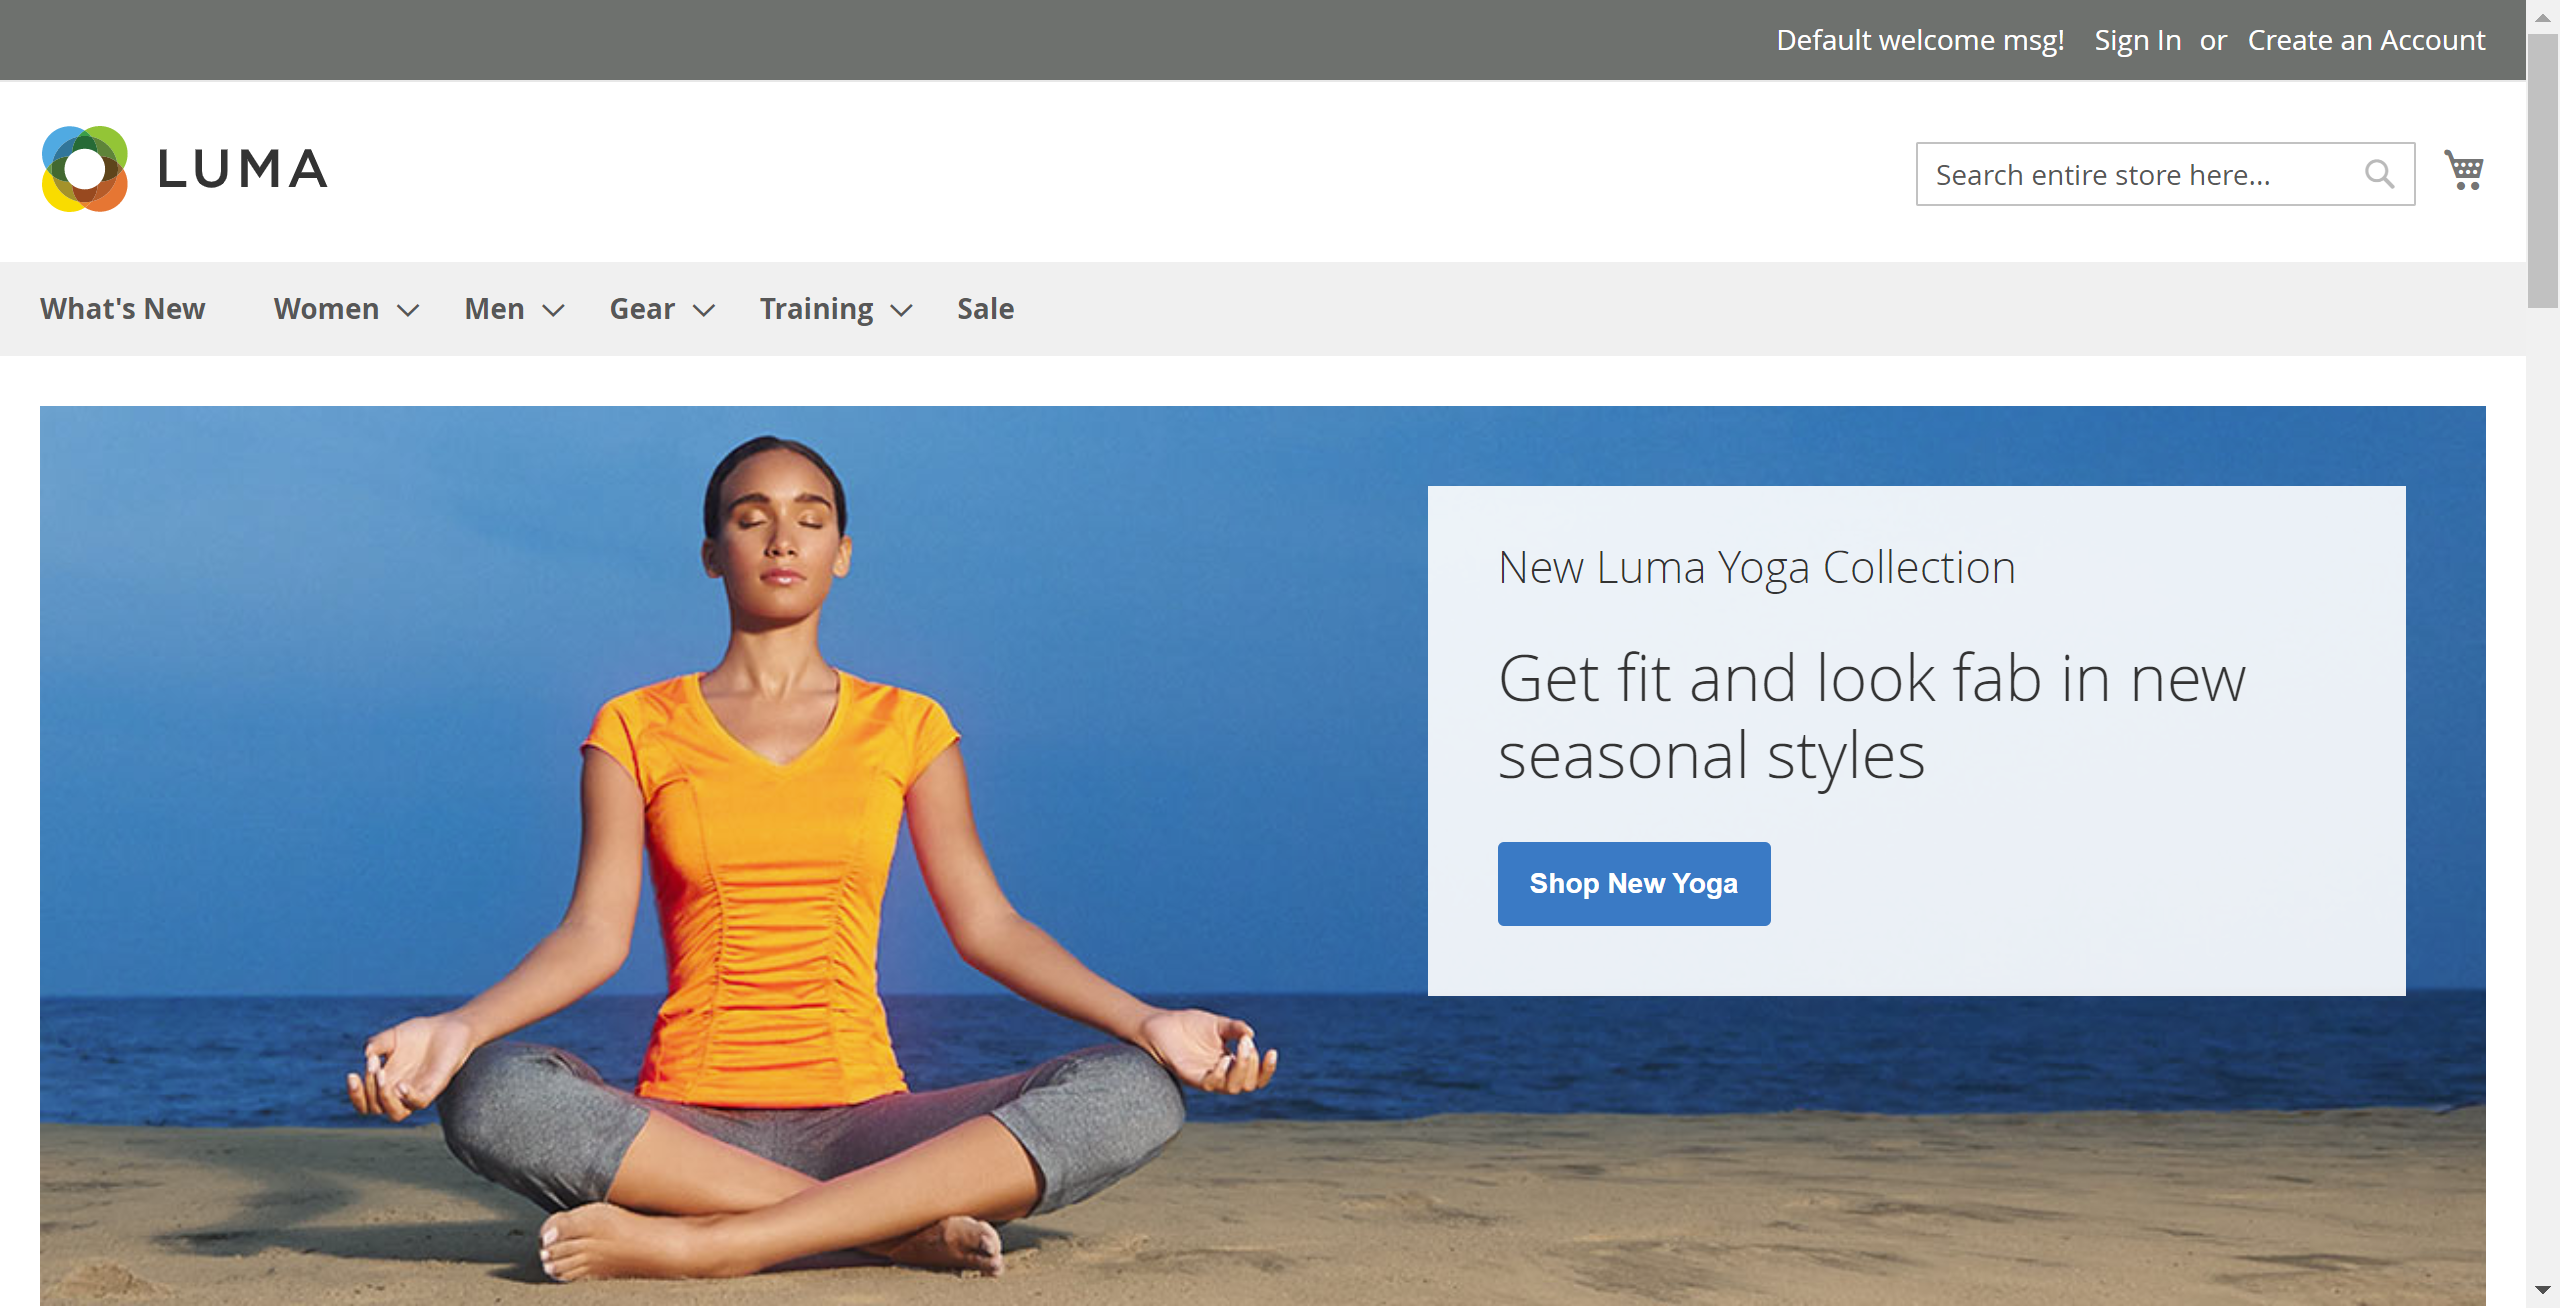 Default welcome msg! Sign In or Create an Account
LUMA
Search entire store here...
What's New Women Men Gear Training Sale
New Luma Yoga Collection
Get fit and look fab in new
seasonal styles
Shop New Yoga